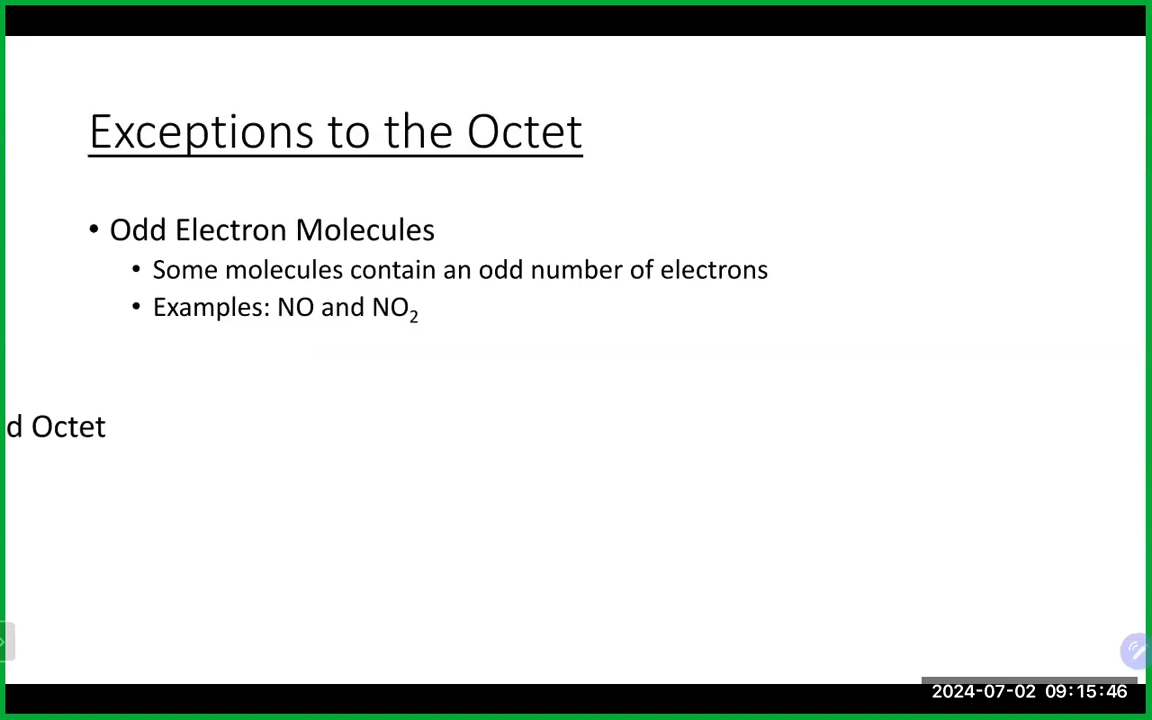 Exceptions to the Octet
• Odd Electron Molecules
• Some molecules contain an odd number of electrons
• Examples: NO and NO₂
d Octet
2024-07-02 09:15:46